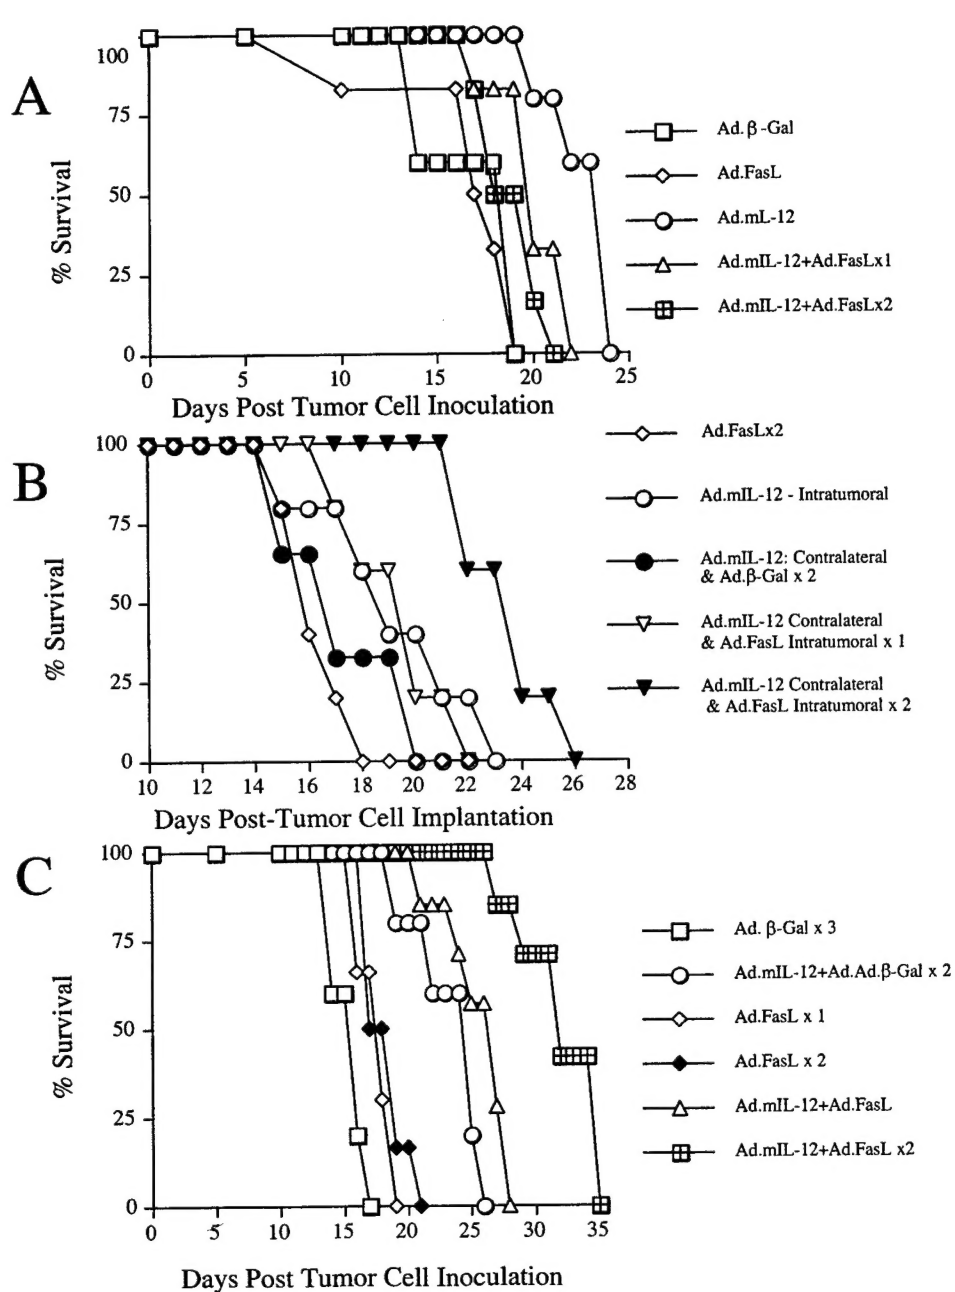 A
100
75
50
25
0
% Survival
0 5 10 15 20 25
Days Post Tumor Cell Inoculation
Ad.β-Gal
Ad.FasL
Ad.mL-12
Ad.mIL-12+Ad.FasLx1
Ad.mIL-12+Ad.FasLx2
B
100
75
50
25
0
% Survival
10 12 14 16 18 20 22 24 26 28
Days Post-Tumor Cell Implantation
Ad.FasLx2
Ad.mIL-12 - Intratumoral
Ad.mIL-12: Contralateral
& Ad.β-Gal x 2
Ad.mIL-12 Contralateral
& Ad.FasL Intratumoral x 1
Ad.mIL-12 Contralateral
& Ad.FasL Intratumoral x 2
C
100
75
50
25
0
% Survival
0 5 10 15 20 25 30 35
Days Post Tumor Cell Inoculation
Ad. β-Gal x 3
Ad.mIL-12+Ad.Ad.β-Gal x 2
Ad.FasL x 1
Ad.FasL x 2
Ad.mIL-12+Ad.FasL
Ad.mIL-12+Ad.FasL x2